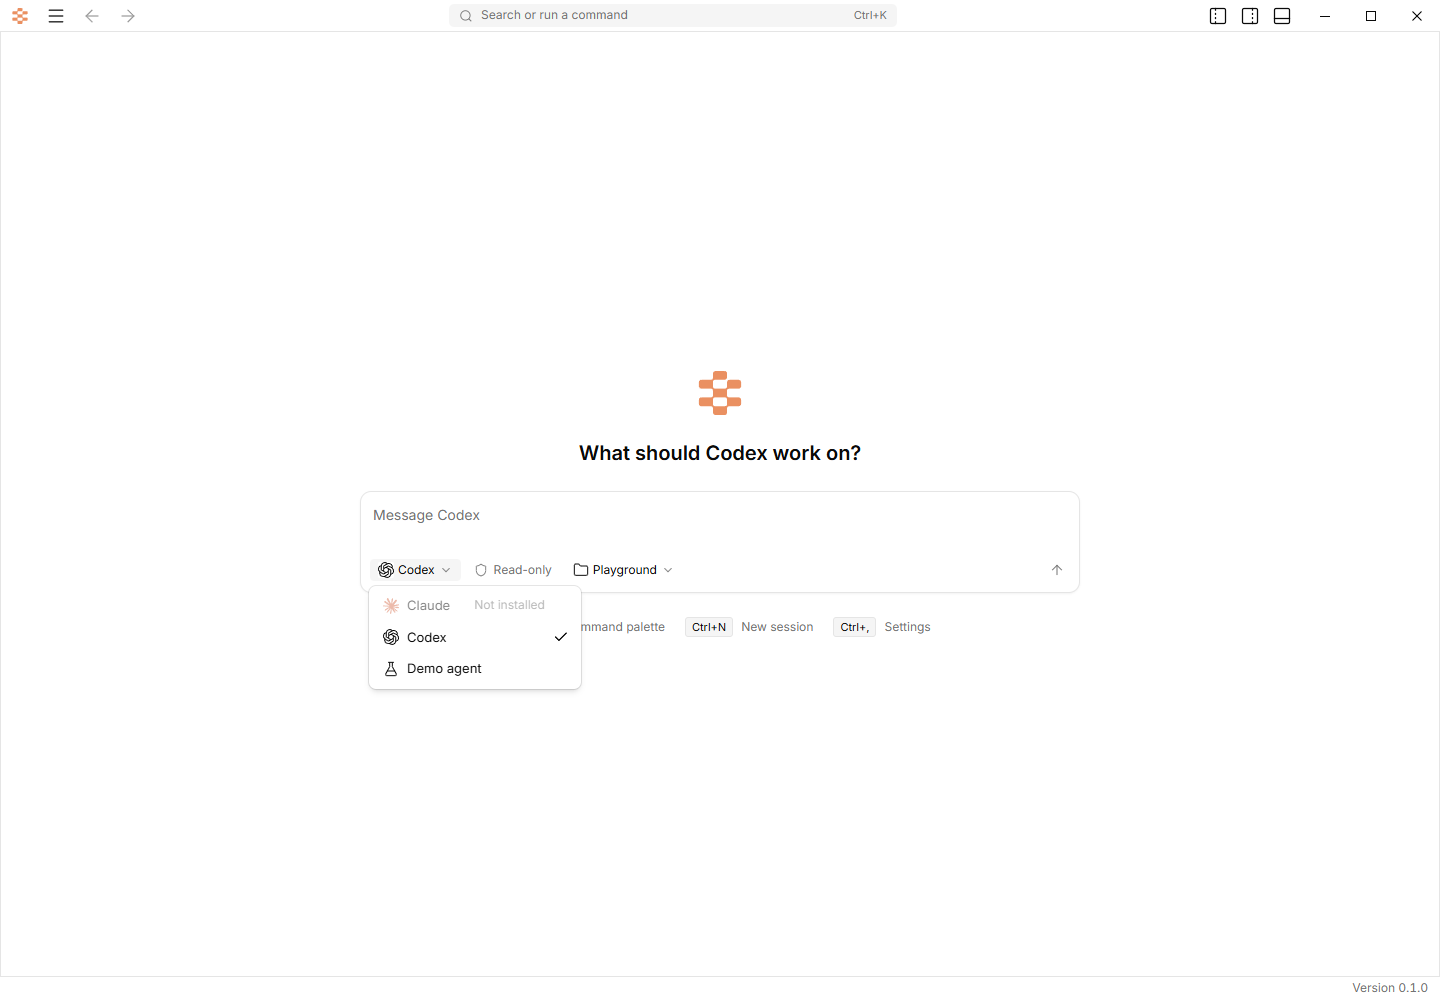 Search or run a command Ctrl+K
What should Codex work on?
Message Codex
Codex Read-only Playground
Claude Not installed
Codex
Demo agent
palette Ctrl+N New session Ctrl+, Settings
Version 0.1.0